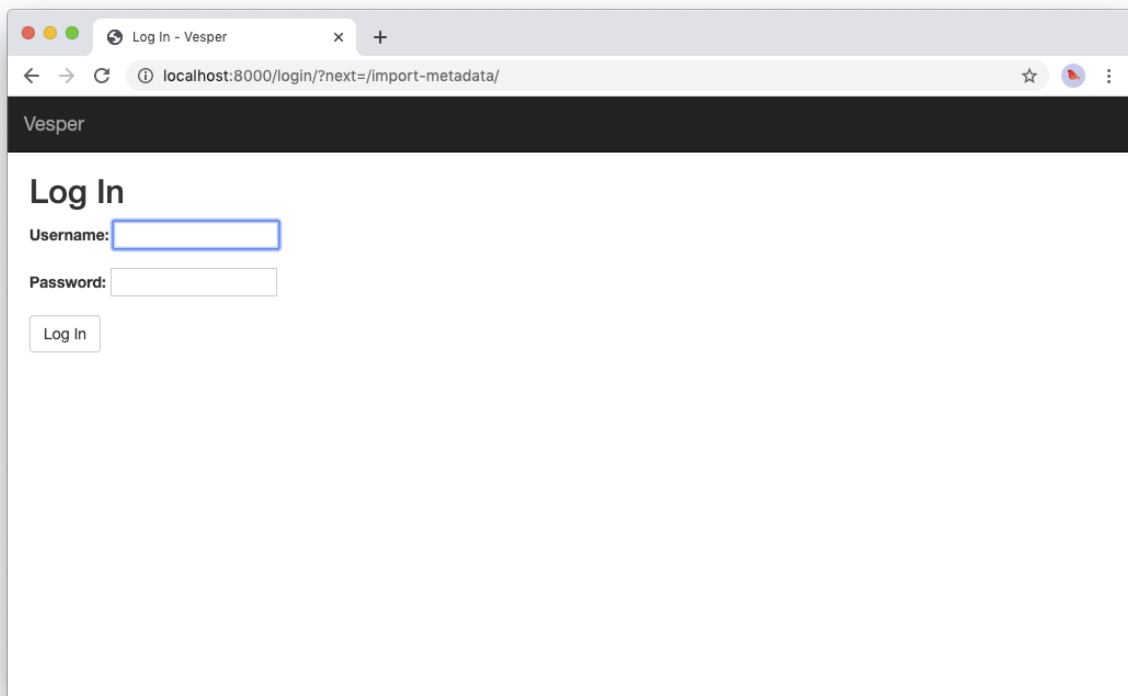 Log In - Vesper
localhost:8000/login/?next=/import-metadata/
Vesper
Log In
Username:
Password:
Log In